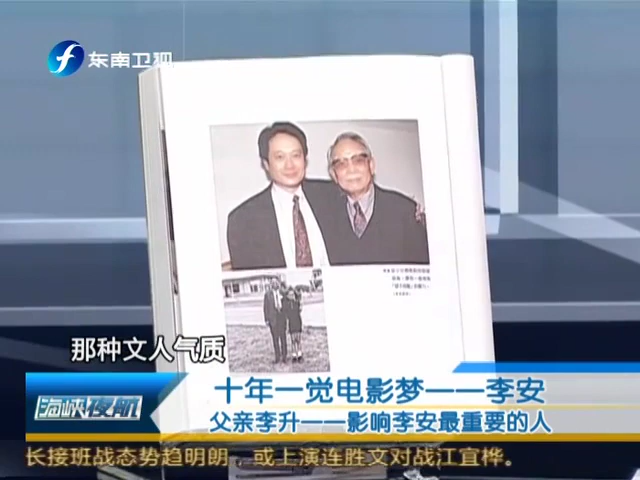 东南卫视
那种文人气质
十年一觉电影梦——李安
海峡夜航
父亲李升——影响李安最重要的人
长接班战态势趋明朗，或上演连胜文对战江宜桦。